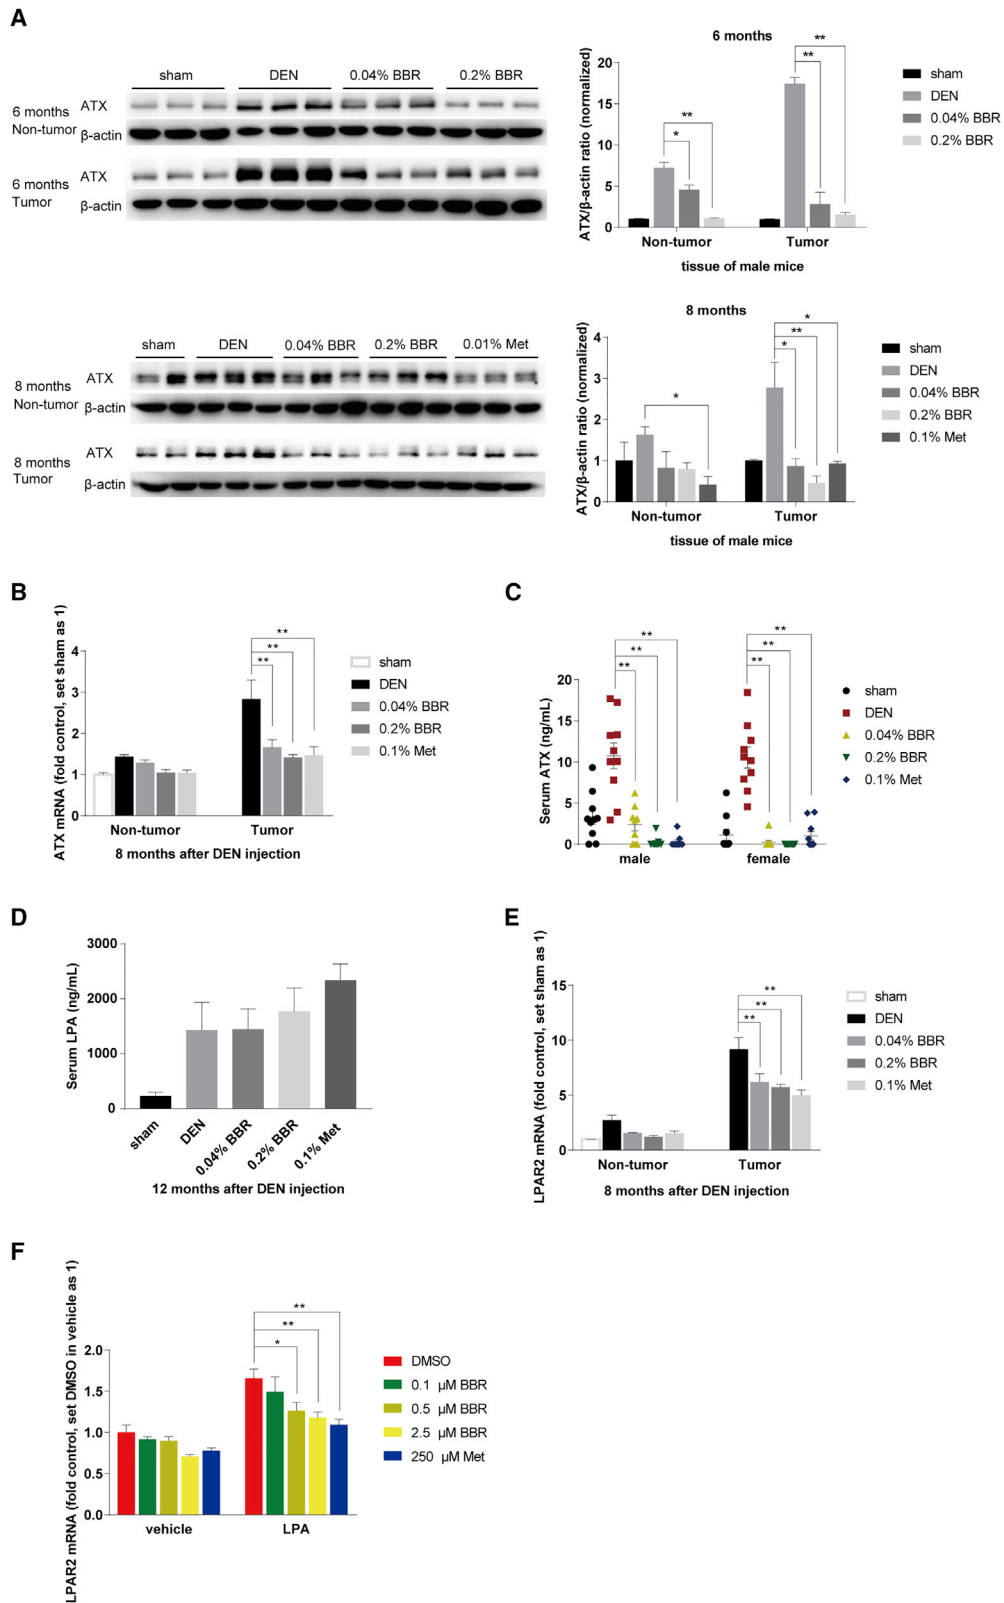 A
sham DEN 0.04% BBR 0.2% BBR
6 months
Non-tumor
ATX
β-actin
6 months
Tumor
ATX
β-actin
6 months
ATX/β-actin ratio (normalized)
20
15
10
5
0
** **
* **
Non-tumor Tumor
tissue of male mice
sham
DEN
0.04% BBR
0.2% BBR
sham DEN 0.04% BBR 0.2% BBR 0.01% Met
8 months
Non-tumor
ATX
β-actin
8 months
Tumor
ATX
β-actin
8 months
ATX/β-actin ratio (normalized)
4
3
2
1
0
*
*
**
*
Non-tumor Tumor
tissue of male mice
sham
DEN
0.04% BBR
0.2% BBR
0.1% Met
B
ATX mRNA (fold control, set sham as 1)
4
3
2
1
0
**
**
**
Non-tumor Tumor
8 months after DEN injection
sham
DEN
0.04% BBR
0.2% BBR
0.1% Met
C
Serum ATX (ng/mL)
20
15
10
5
0
** **
** **
** **
male female
sham
DEN
0.04% BBR
0.2% BBR
0.1% Met
D
Serum LPA (ng/mL)
3000
2000
1000
0
sham DEN 0.04% BBR 0.2% BBR 0.1% Met
12 months after DEN injection
E
LPAR2 mRNA (fold control, set sham as 1)
15
10
5
0
**
**
**
Non-tumor Tumor
8 months after DEN injection
sham
DEN
0.04% BBR
0.2% BBR
0.1% Met
F
LPAR2 mRNA (fold control, set DMSO in vehicle as 1)
2.0
1.5
1.0
0.5
0.0
**
**
*
vehicle LPA
DMSO
0.1 μM BBR
0.5 μM BBR
2.5 μM BBR
250 μM Met